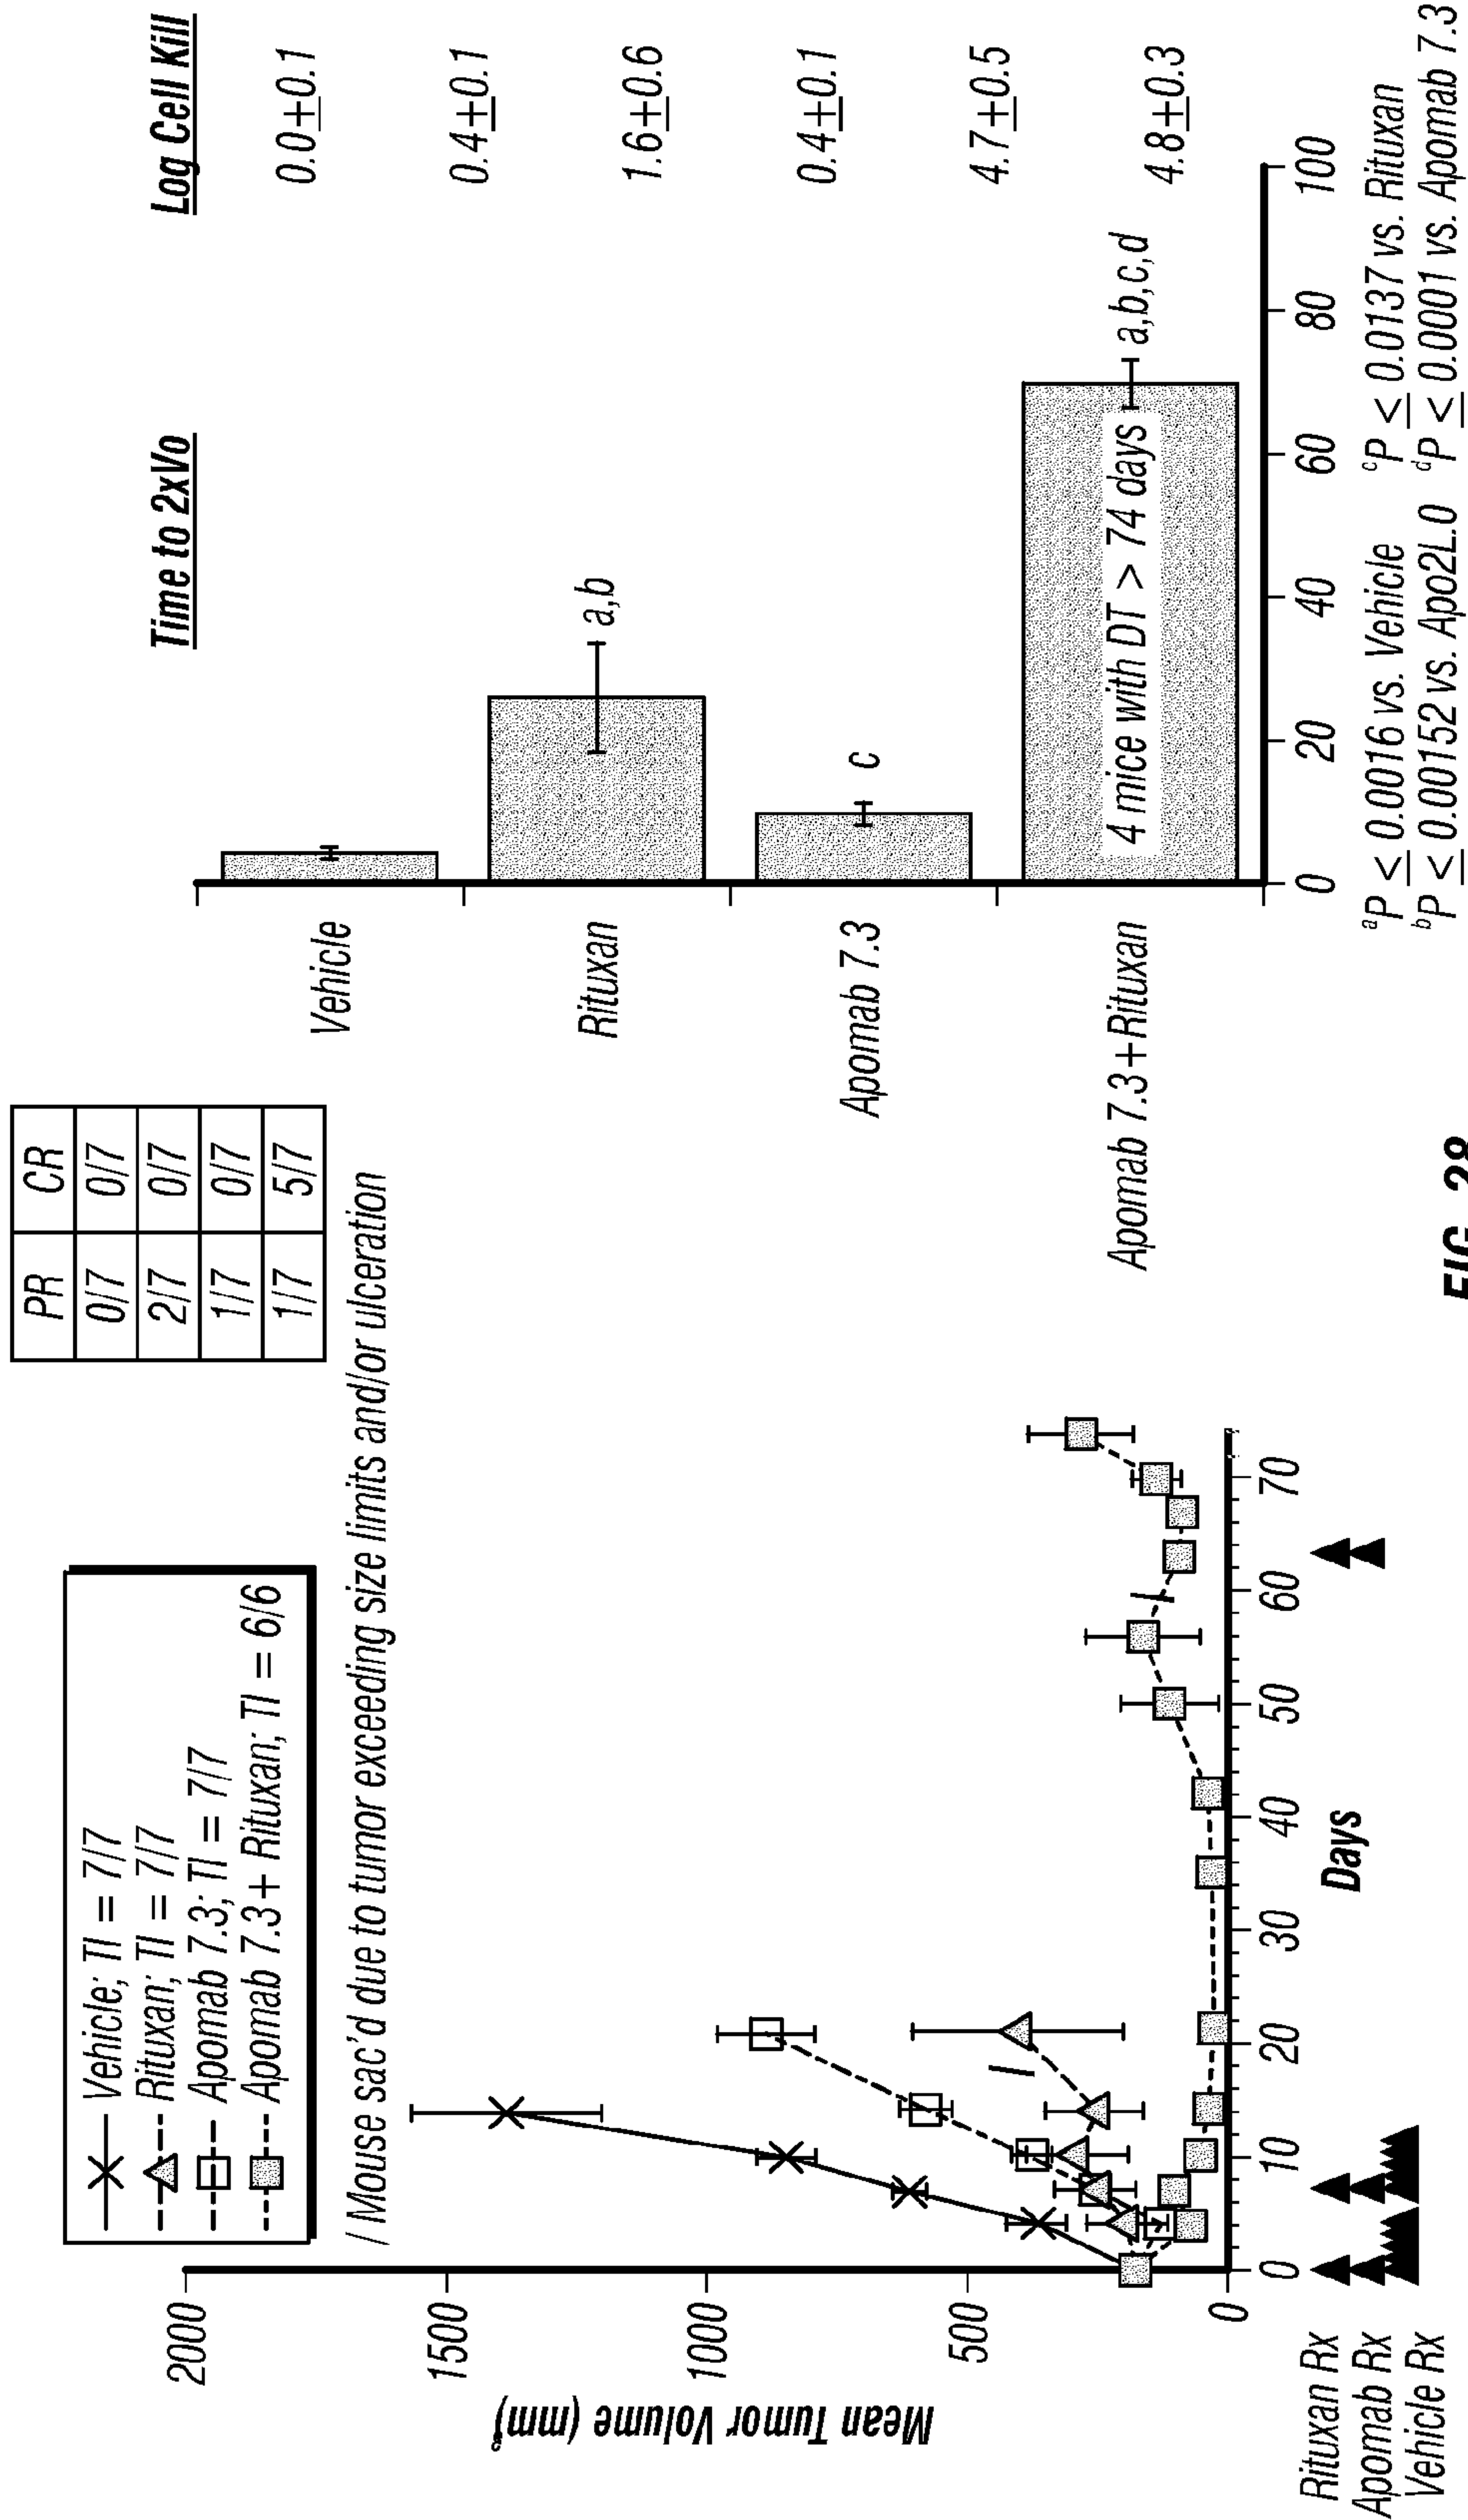 Vehicle; TI = 7/7
Rituxan; TI = 7/7
Apomab 7.3; TI = 7/7
Apomab 7.3 + Rituxan; TI = 6/6
PR CR
0/7 0/7
2/7 0/7
1/7 0/7
1/7 5/7
/ Mouse sac'd due to tumor exceeding size limits and/or ulceration
Mean Tumor Volume (mm³)
2000
1500
1000
500
0
0 10 20 30 40 50 60 70
Days
Rituxan Rx
Apomab Rx
Vehicle Rx
Time to 2xVo
Log Cell Kill
Vehicle
0.0±0.1
0.4±0.1
Rituxan
a,b
1.6±0.6
Apomab 7.3
c
0.4±0.1
4.7±0.5
Apomab 7.3+Rituxan
4 mice with DT > 74 days
a,b,c,d
4.8±0.3
0 20 40 60 80 100
ᵃP ≤ 0.0016 vs. Vehicle ᶜP ≤ 0.0137 vs. Rituxan
ᵇP ≤ 0.00152 vs. Apo2L.0 ᵈP ≤ 0.0001 vs. Apomab 7.3
FIG. 28